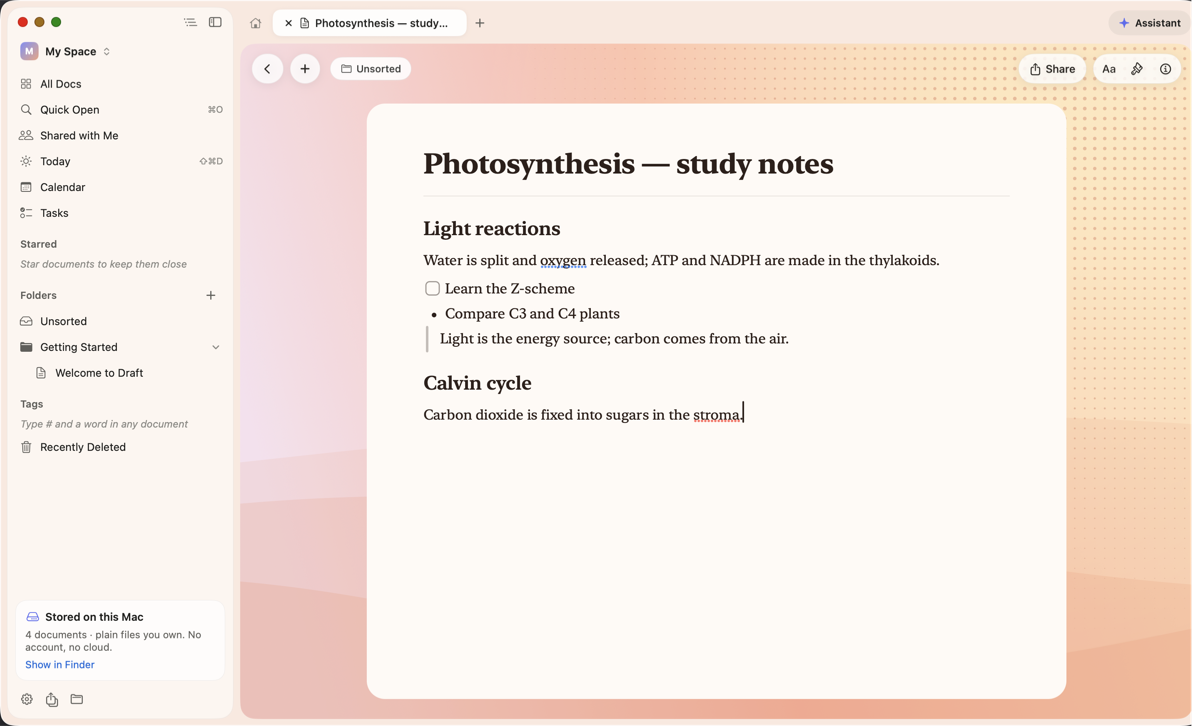 Photosynthesis — study...
Assistant
M My Space
All Docs
Quick Open ⌘O
Shared with Me
Today ⇧⌘D
Calendar
Tasks
Starred
Star documents to keep them close
Folders
Unsorted
Getting Started
Welcome to Draft
Tags
Type # and a word in any document
Recently Deleted
Stored on this Mac
4 documents · plain files you own. No
account, no cloud.
Show in Finder
Unsorted
Share
Aa
Photosynthesis — study notes
Light reactions
Water is split and oxygen released; ATP and NADPH are made in the thylakoids.
Learn the Z-scheme
• Compare C3 and C4 plants
Light is the energy source; carbon comes from the air.
Calvin cycle
Carbon dioxide is fixed into sugars in the stroma.